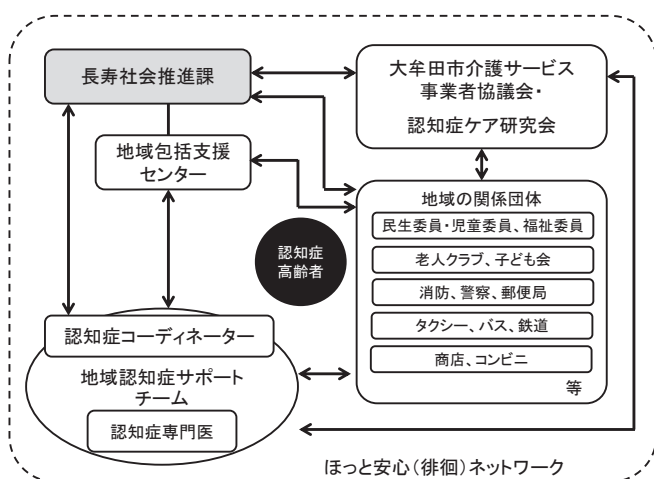 長寿社会推進課
大牟田市介護サービス
事業者協議会・
認知症ケア研究会
地域包括支援
センター
地域の関係団体
民生委員・児童委員、福祉委員
老人クラブ、子ども会
消防、警察、郵便局
タクシー、バス、鉄道
商店、コンビニ
等
認知症
高齢者
認知症コーディネーター
地域認知症サポート
チーム
認知症専門医
ほっと安心(徘徊)ネットワーク